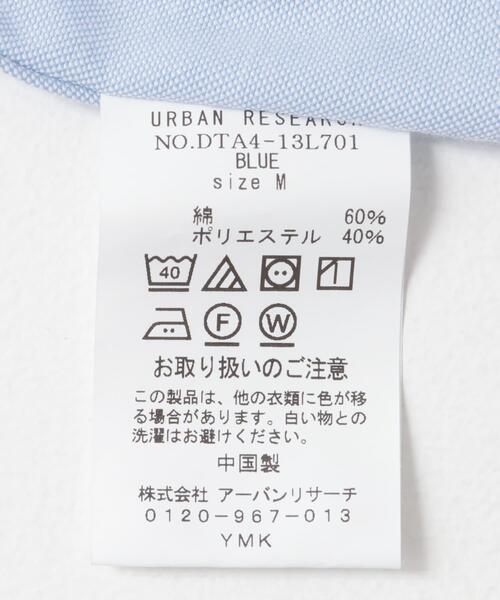 URBAN RESEARCH
NO.DTA4-13L701
BLUE
size M
綿 60%
ポリエステル 40%
40
F W
お取り扱いのご注意
この製品は、他の衣類に色が移
る場合があります。白い物との
洗濯はお避けください。
中国製
株式会社 アーバンリサーチ
0120-967-013
YMK